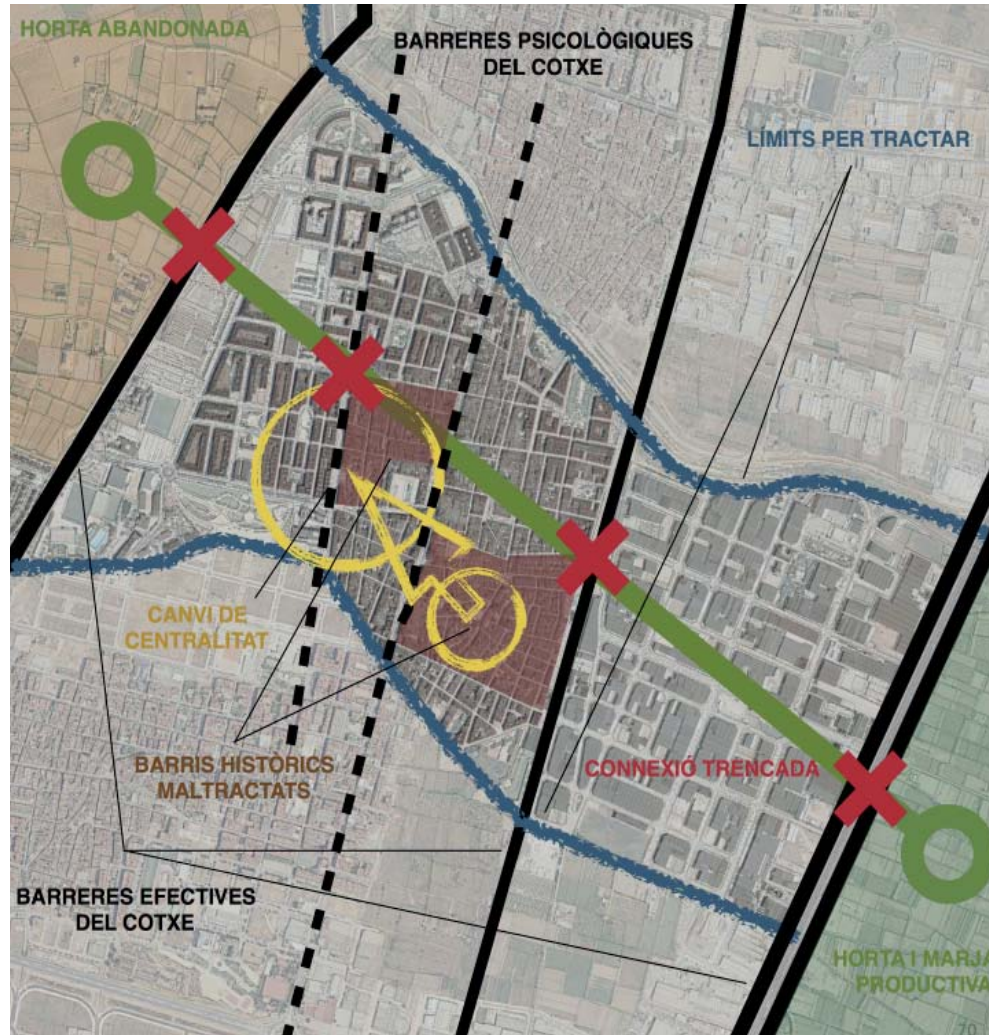 HORTA ABANDONADA
BARRERES PSICOLÒGIQUES
DEL COTXE
LÍMITS PER TRACTAR
CANVI DE
CENTRALITAT
BARRIS HISTÒRICS
MALTRACTATS
CONNEXIÓ TRENCADA
BARRERES EFECTIVES
DEL COTXE
HORTA I MARJA
PRODUCTIVA
70